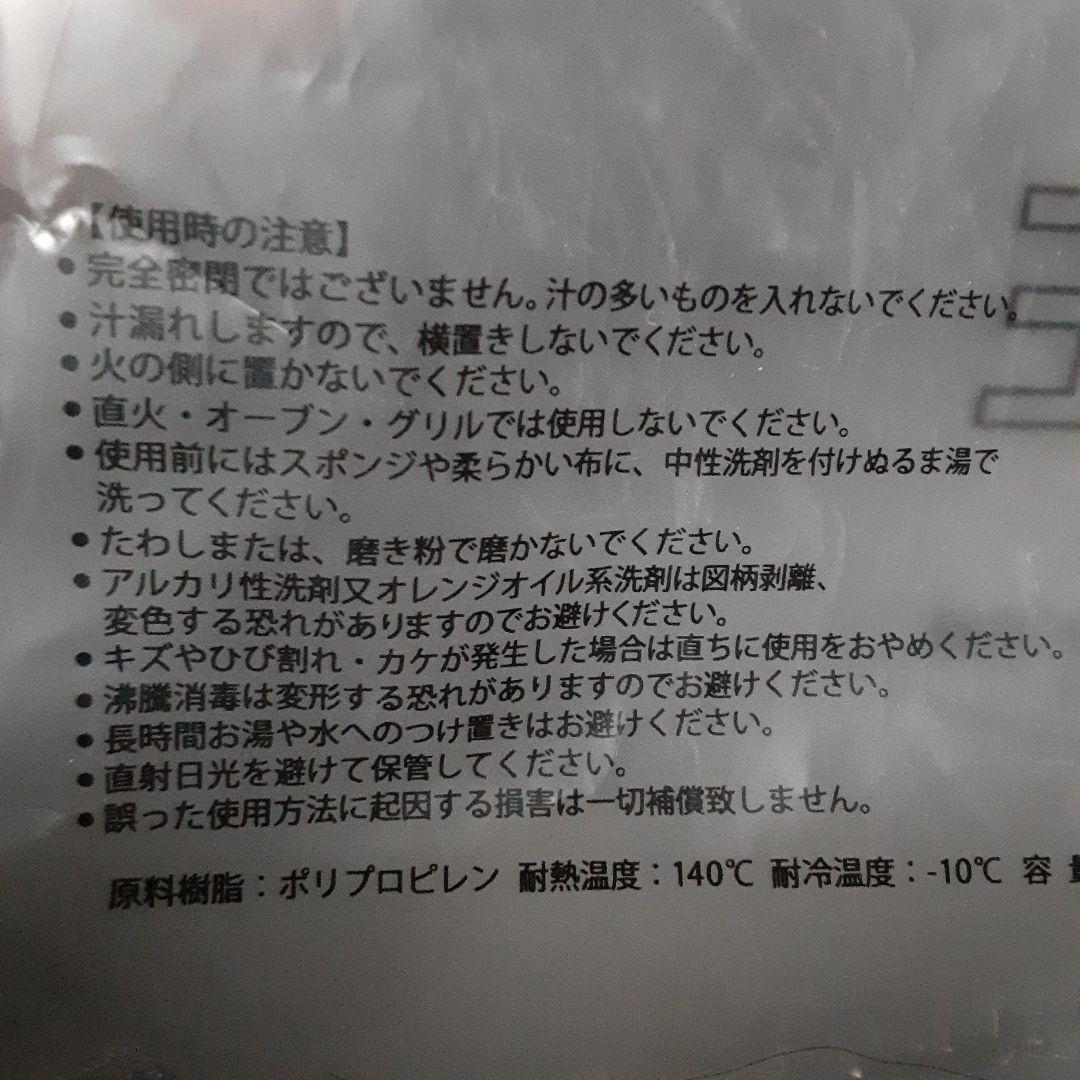 【使用時の注意】
● 完全密閉ではございません。汁の多いものを入れないでください。
● 汁漏れしますので、横置きしないでください。
● 火の側に置かないでください。
● 直火・オーブン・グリルでは使用しないでください。
● 使用前にはスポンジや柔らかい布に、中性洗剤を付けぬるま湯で
洗ってください。
● たわしまたは、磨き粉で磨かないでください。
● アルカリ性洗剤又オレンジオイル系洗剤は図柄剥離、
変色する恐れがありますのでお避けください。
● キズやひび割れ・カケが発生した場合は直ちに使用をおやめください。
● 沸騰消毒は変形する恐れがありますのでお避けください。
● 長時間お湯や水へのつけ置きはお避けください。
● 直射日光を避けて保管してください。
● 誤った使用方法に起因する損害は一切補償致しません。
原料樹脂：ポリプロピレン 耐熱温度：140℃ 耐冷温度：-10℃ 容